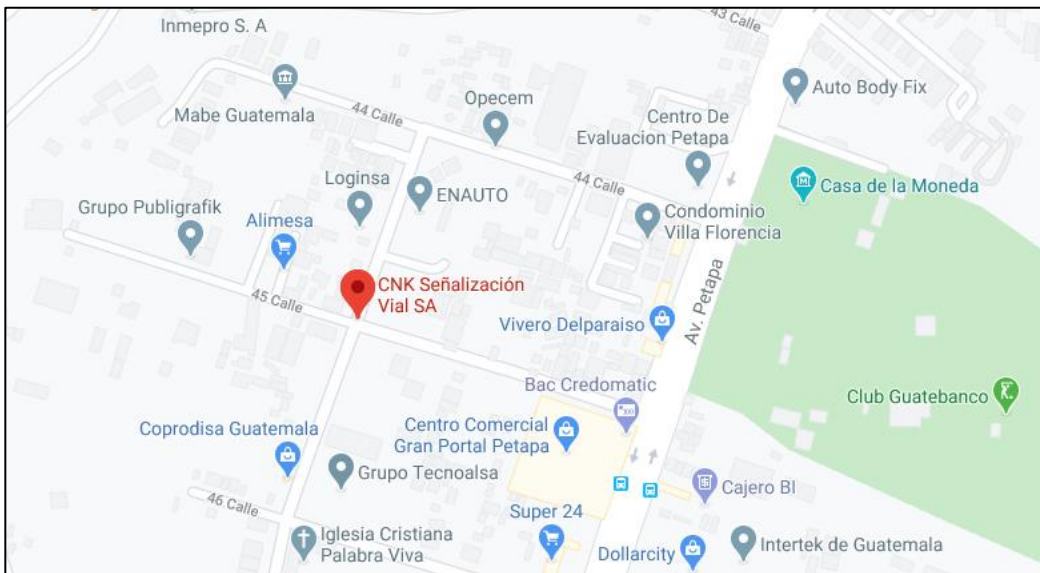 Inmepro S. A
43 Calle
Auto Body Fix
Mabe Guatemala
44 Calle
Opecem
Centro De
Evaluacion Petapa
Loginsa
ENAUTO
44 Calle
Casa de la Moneda
Grupo Publigrafik
Alimesa
Condominio
Villa Florencia
CNK Señalización
Vial SA
45 Calle
Vivero Delparaiso
Av. Petapa
Bac Credomatic
Club Guatebanco
Coprodisa Guatemala
Centro Comercial
Gran Portal Petapa
Grupo Tecnoalsa
Cajero BI
46 Calle
Super 24
Iglesia Cristiana
Palabra Viva
Dollarcity
Intertek de Guatemala